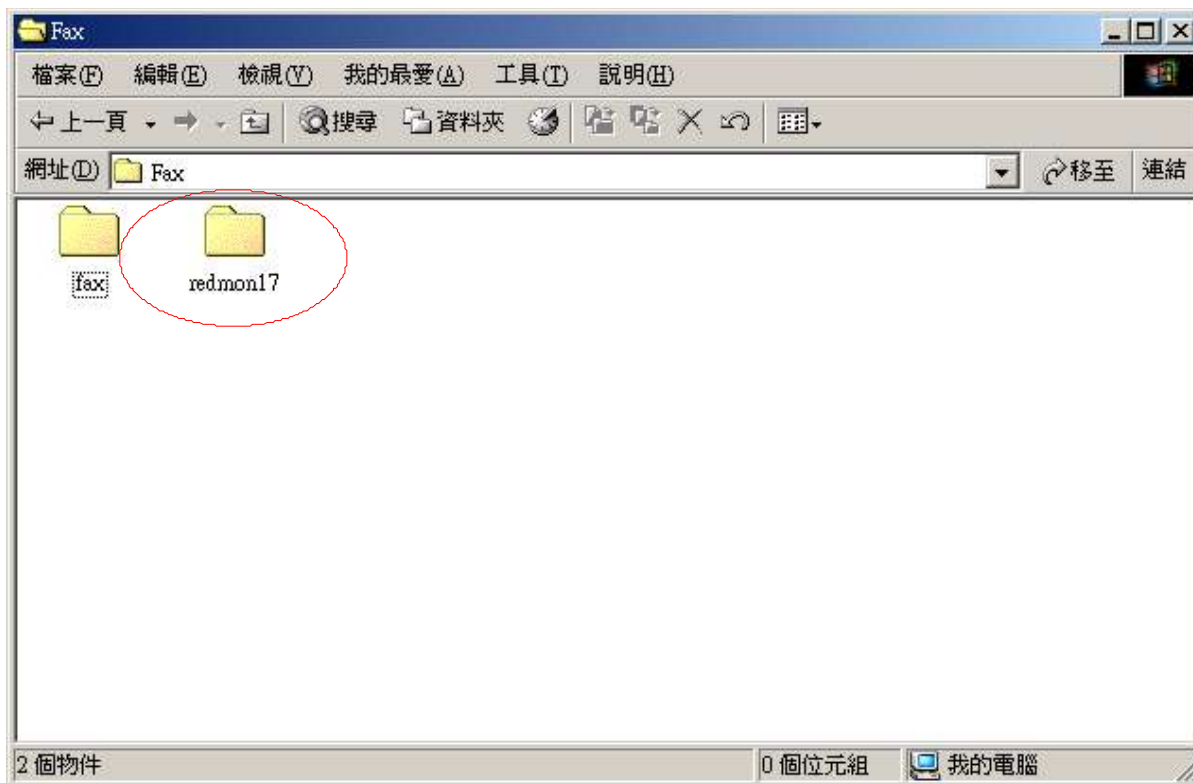 Fax
檔案(F) 編輯(E) 檢視(V) 我的最愛(A) 工具(T) 說明(H)
上一頁 搜尋 資料夾
網址(D) Fax 移至 連結
fax redmon17
2 個物件 0 個位元組 我的電腦